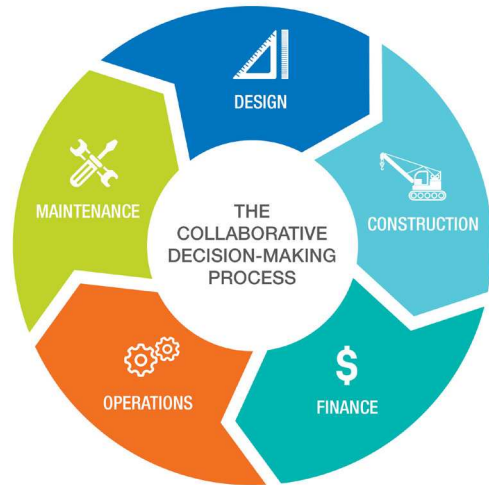 DESIGN
CONSTRUCTION
FINANCE
$
OPERATIONS
MAINTENANCE
THE
COLLABORATIVE
DECISION-MAKING
PROCESS